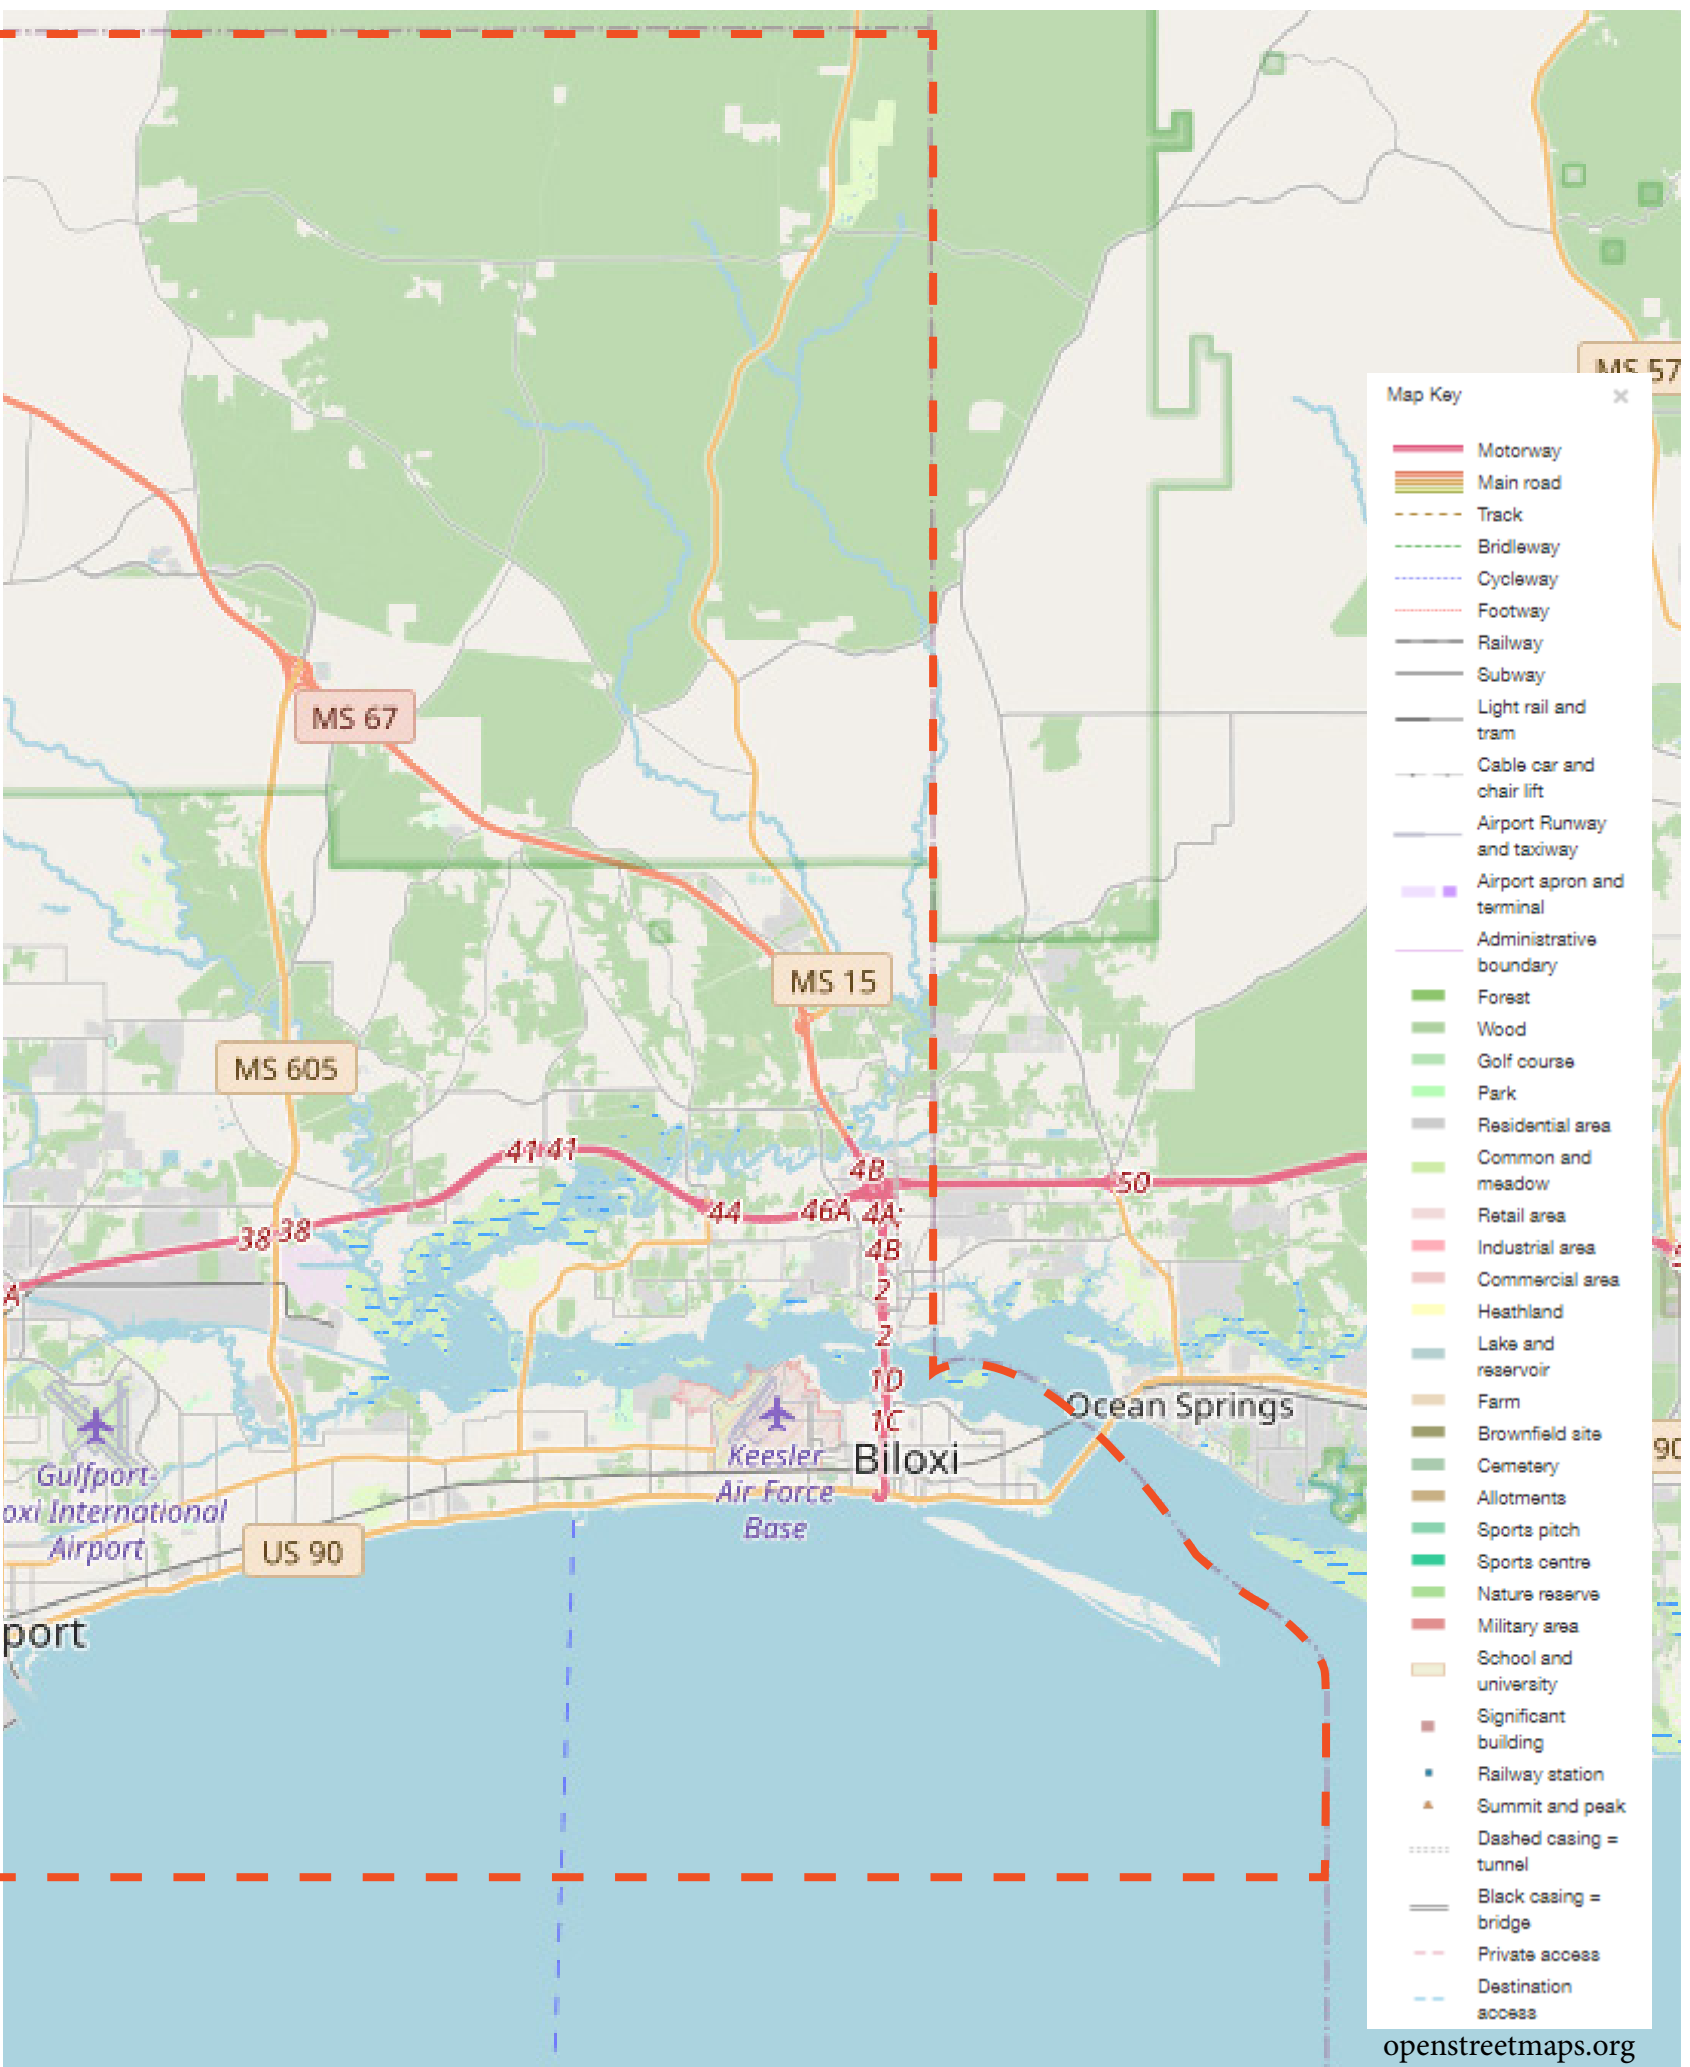 MS 57
MS 67
MS 15
MS 605
41
41
4B
50
44
46A
4A
38
38
4B
A
2
2
1D
1C
Ocean Springs
Biloxi
Keesler
Air Force
Base
Gulfport-
oxi International
Airport
US 90
90
port
Map Key
Motorway
Main road
Track
Bridleway
Cycleway
Footway
Railway
Subway
Light rail and
tram
Cable car and
chair lift
Airport Runway
and taxiway
Airport apron and
terminal
Administrative
boundary
Forest
Wood
Golf course
Park
Residential area
Common and
meadow
Retail area
Industrial area
Commercial area
Heathland
Lake and
reservoir
Farm
Brownfield site
Cemetery
Allotments
Sports pitch
Sports centre
Nature reserve
Military area
School and
university
Significant
building
Railway station
Summit and peak
Dashed casing =
tunnel
Black casing =
bridge
Private access
Destination
access
openstreetmaps.org